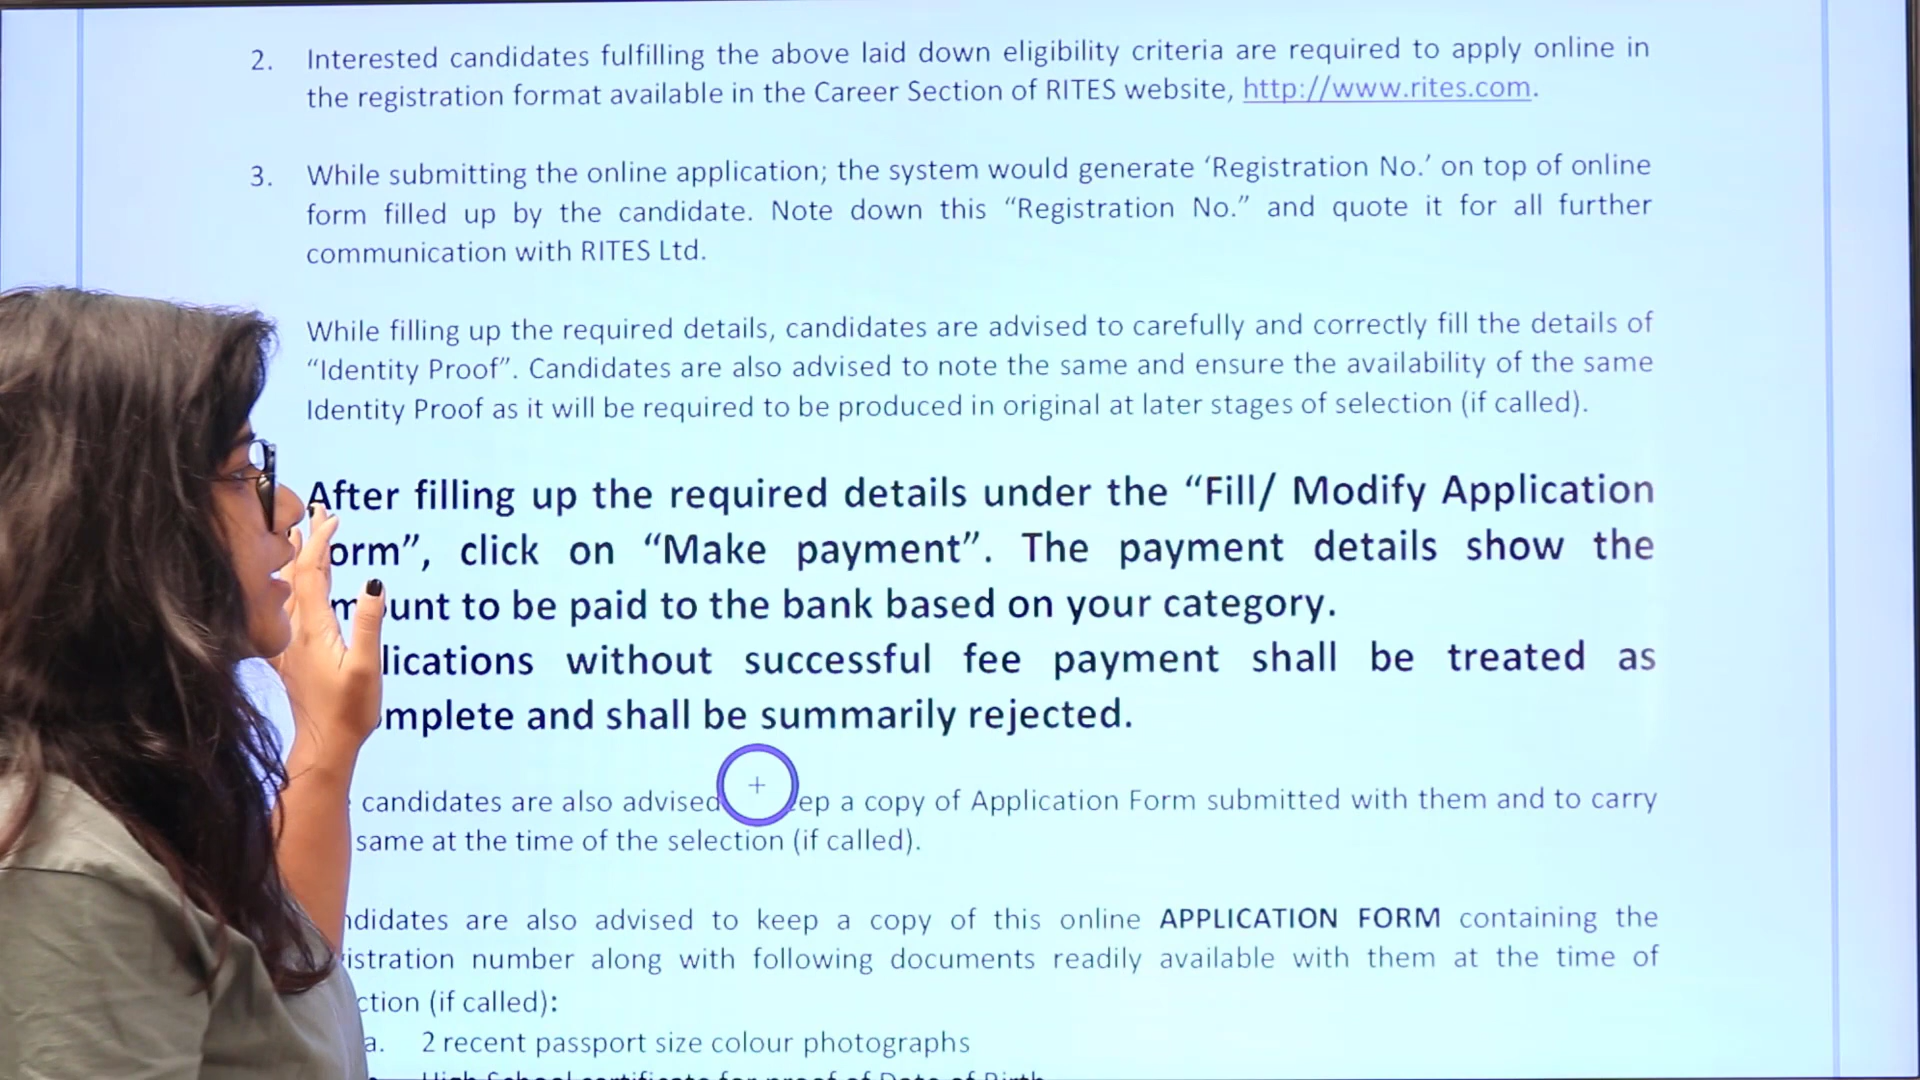 2. Interested candidates fulfilling the above laid down eligibility criteria are required to apply online in
the registration format available in the Career Section of RITES website, http://www.rites.com.
3. While submitting the online application; the system would generate ‘Registration No.’ on top of online
form filled up by the candidate. Note down this “Registration No.” and quote it for all further
communication with RITES Ltd.
While filling up the required details, candidates are advised to carefully and correctly fill the details of
“Identity Proof”. Candidates are also advised to note the same and ensure the availability of the same
Identity Proof as it will be required to be produced in original at later stages of selection (if called).
After filling up the required details under the “Fill/ Modify Application
orm”, click on “Make payment”. The payment details show the
unt to be paid to the bank based on your category.
lications without successful fee payment shall be treated as
mplete and shall be summarily rejected.
candidates are also advised ep a copy of Application Form submitted with them and to carry
same at the time of the selection (if called).
didates are also advised to keep a copy of this online APPLICATION FORM containing the
istration number along with following documents readily available with them at the time of
ction (if called):
a. 2 recent passport size colour photographs
High School certificate for proof of Date of Birth